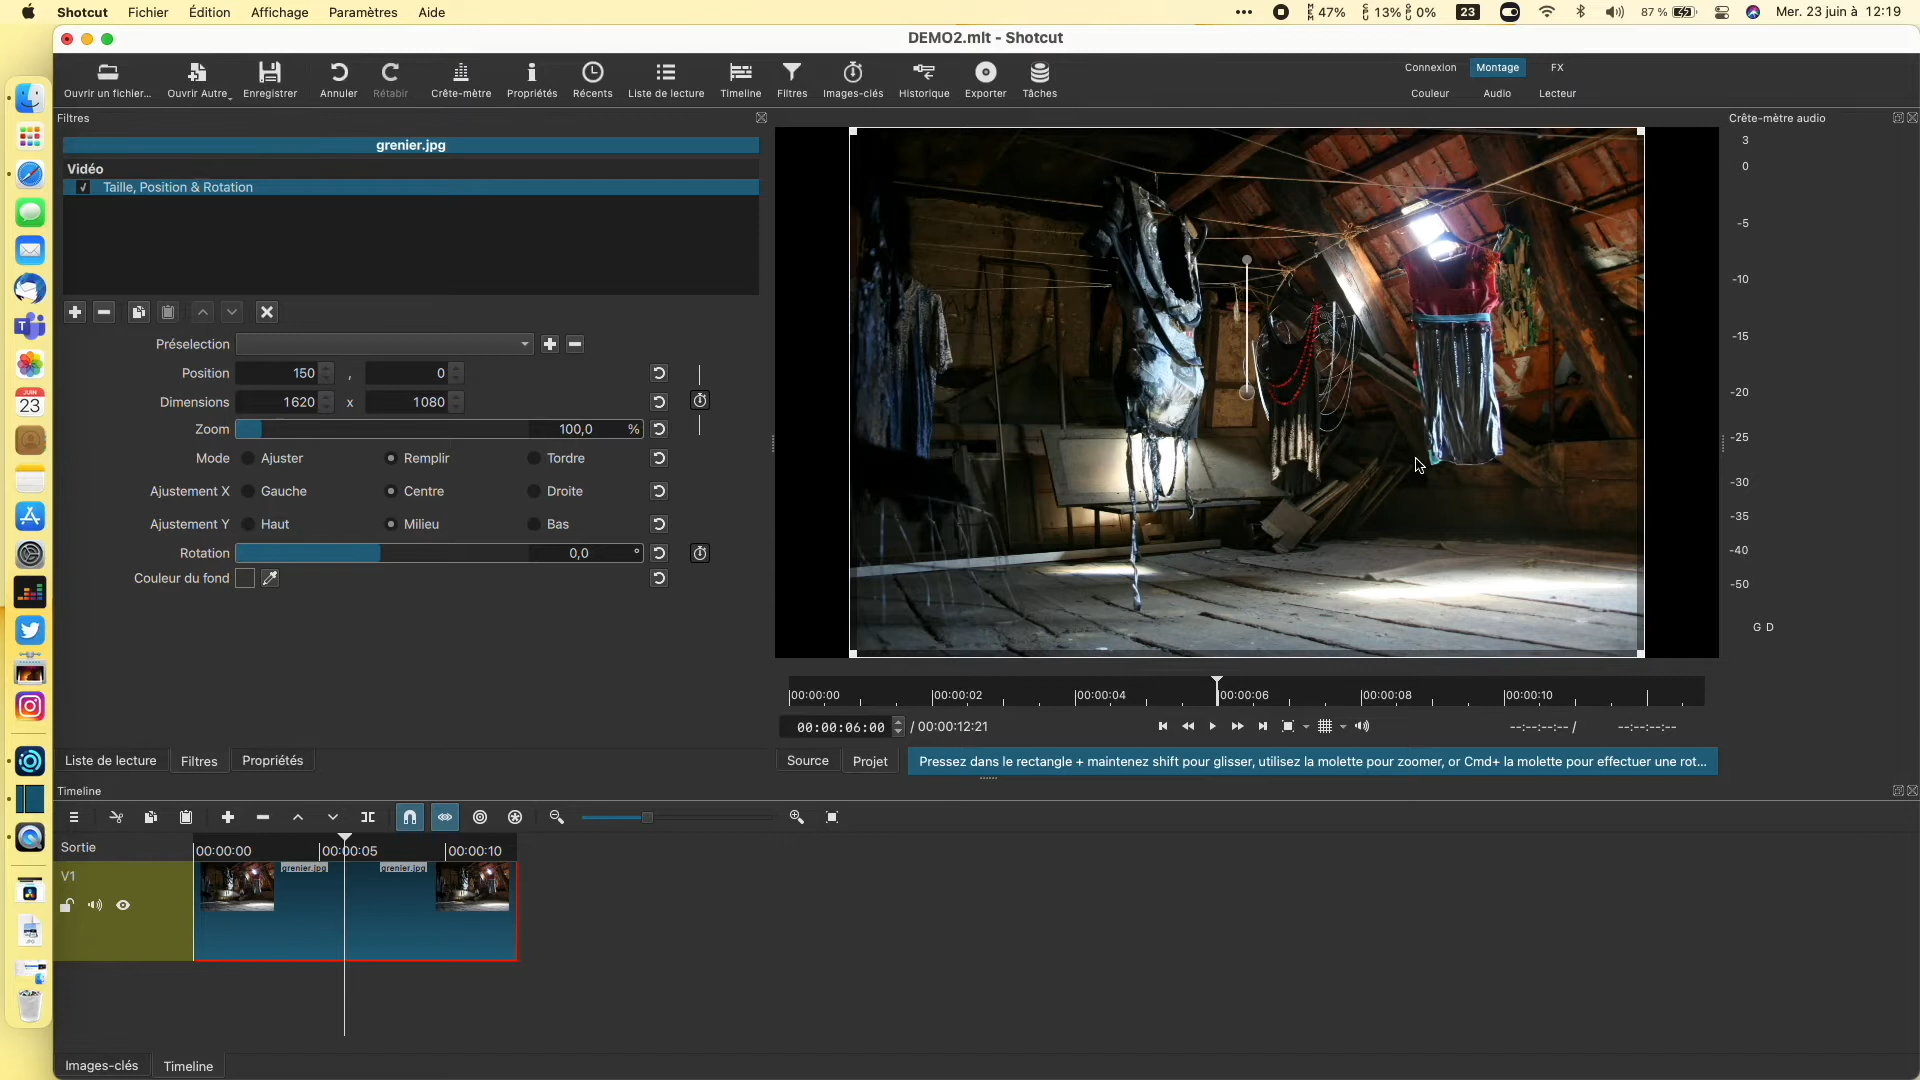 Shotcut Fichier Édition Affichage Paramètres Aide
47% 13% 0% 23 87 % Mer. 23 juin à 12:19
DEMO2.mlt - Shotcut
Ouvrir un fichier... Ouvrir Autre Enregistrer Annuler Rétablir Crête-mètre Propriétés Récents Liste de lecture Timeline Filtres Images-clés Historique Exporter Tâches
Connexion Montage FX
Couleur Audio Lecteur
Filtres
grenier.jpg
Vidéo
Taille, Position & Rotation
Préselection
Position 150 , 0
Dimensions 1620 x 1080
Zoom 100,0 %
Mode Ajuster Remplir Tordre
Ajustement X Gauche Centre Droite
Ajustement Y Haut Milieu Bas
Rotation 0,0 °
Couleur du fond
Liste de lecture Filtres Propriétés
Crête-mètre audio
3
0
-5
-10
-15
-20
-25
-30
-35
-40
-50
G D
00:00:00 00:00:02 00:00:04 00:00:06 00:00:08 00:00:10
00:00:06:00 / 00:00:12:21 --:--:--:-- / --:--:--:--
Source Projet Pressez dans le rectangle + maintenez shift pour glisser, utilisez la molette pour zoomer, or Cmd+ la molette pour effectuer une rot...
JUIN
23
Timeline
Sortie
00:00:00 00:00:05 00:00:10
V1
grenier.jpg grenier.jpg
Images-clés Timeline